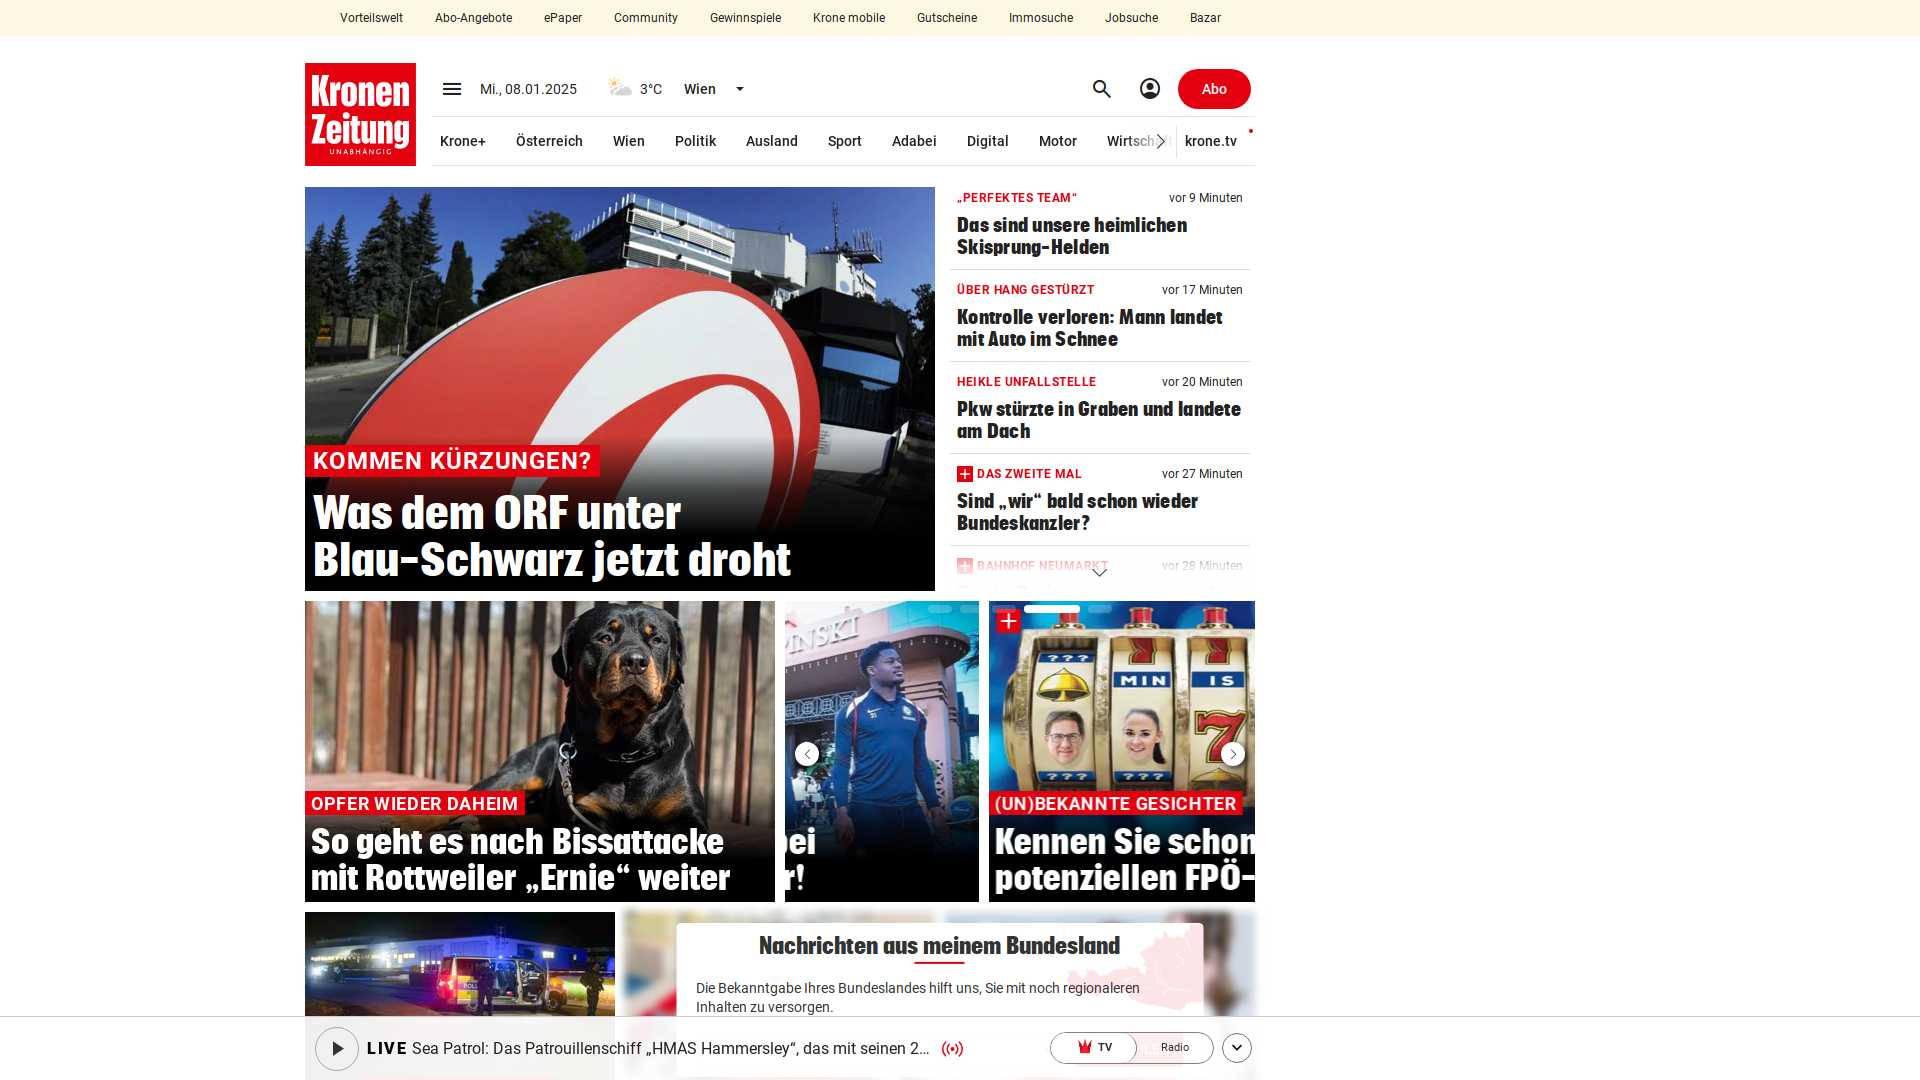 Vorteilswelt
Abo-Angebote
ePaper
Community
Gewinnspiele
Krone mobile
Gutscheine
Immosuche
Jobsuche
Bazar
Kronen
Zeitung
UNABHÄNGIG
Mi., 08.01.2025
3°C
Wien
Abo
Krone+
Österreich
Wien
Politik
Ausland
Sport
Adabei
Digital
Motor
krone.tv
KOMMEN KÜRZUNGEN?
Was dem ORF unter
Blau-Schwarz jetzt droht
„PERFEKTES TEAM“
vor 9 Minuten
Das sind unsere heimlichen
Skisprung-Helden
ÜBER HANG GESTÜRZT
vor 17 Minuten
Kontrolle verloren: Mann landet
mit Auto im Schnee
HEIKLE UNFALLSTELLE
vor 20 Minuten
Pkw stürzte in Graben und landete
am Dach
DAS ZWEITE MAL
vor 27 Minuten
Sind „wir“ bald schon wieder
Bundeskanzler?
BAHNHOF NEUMARKT
vor 28 Minuten
OPFER WIEDER DAHEIM
So geht es nach Bissattacke
mit Rottweiler „Ernie“ weiter
PINSKI
bei
r!
??? MIN IS
7
??? ???
(UN)BEKANNTE GESICHTER
Kennen Sie schon
potenziellen FPÖ-
Nachrichten aus meinem Bundesland
Die Bekanntgabe Ihres Bundeslandes hilft uns, Sie mit noch regionaleren
Inhalten zu versorgen.
LIVE Sea Patrol: Das Patrouillenschiff „HMAS Hammersley“, das mit seinen 2...
TV
Radio